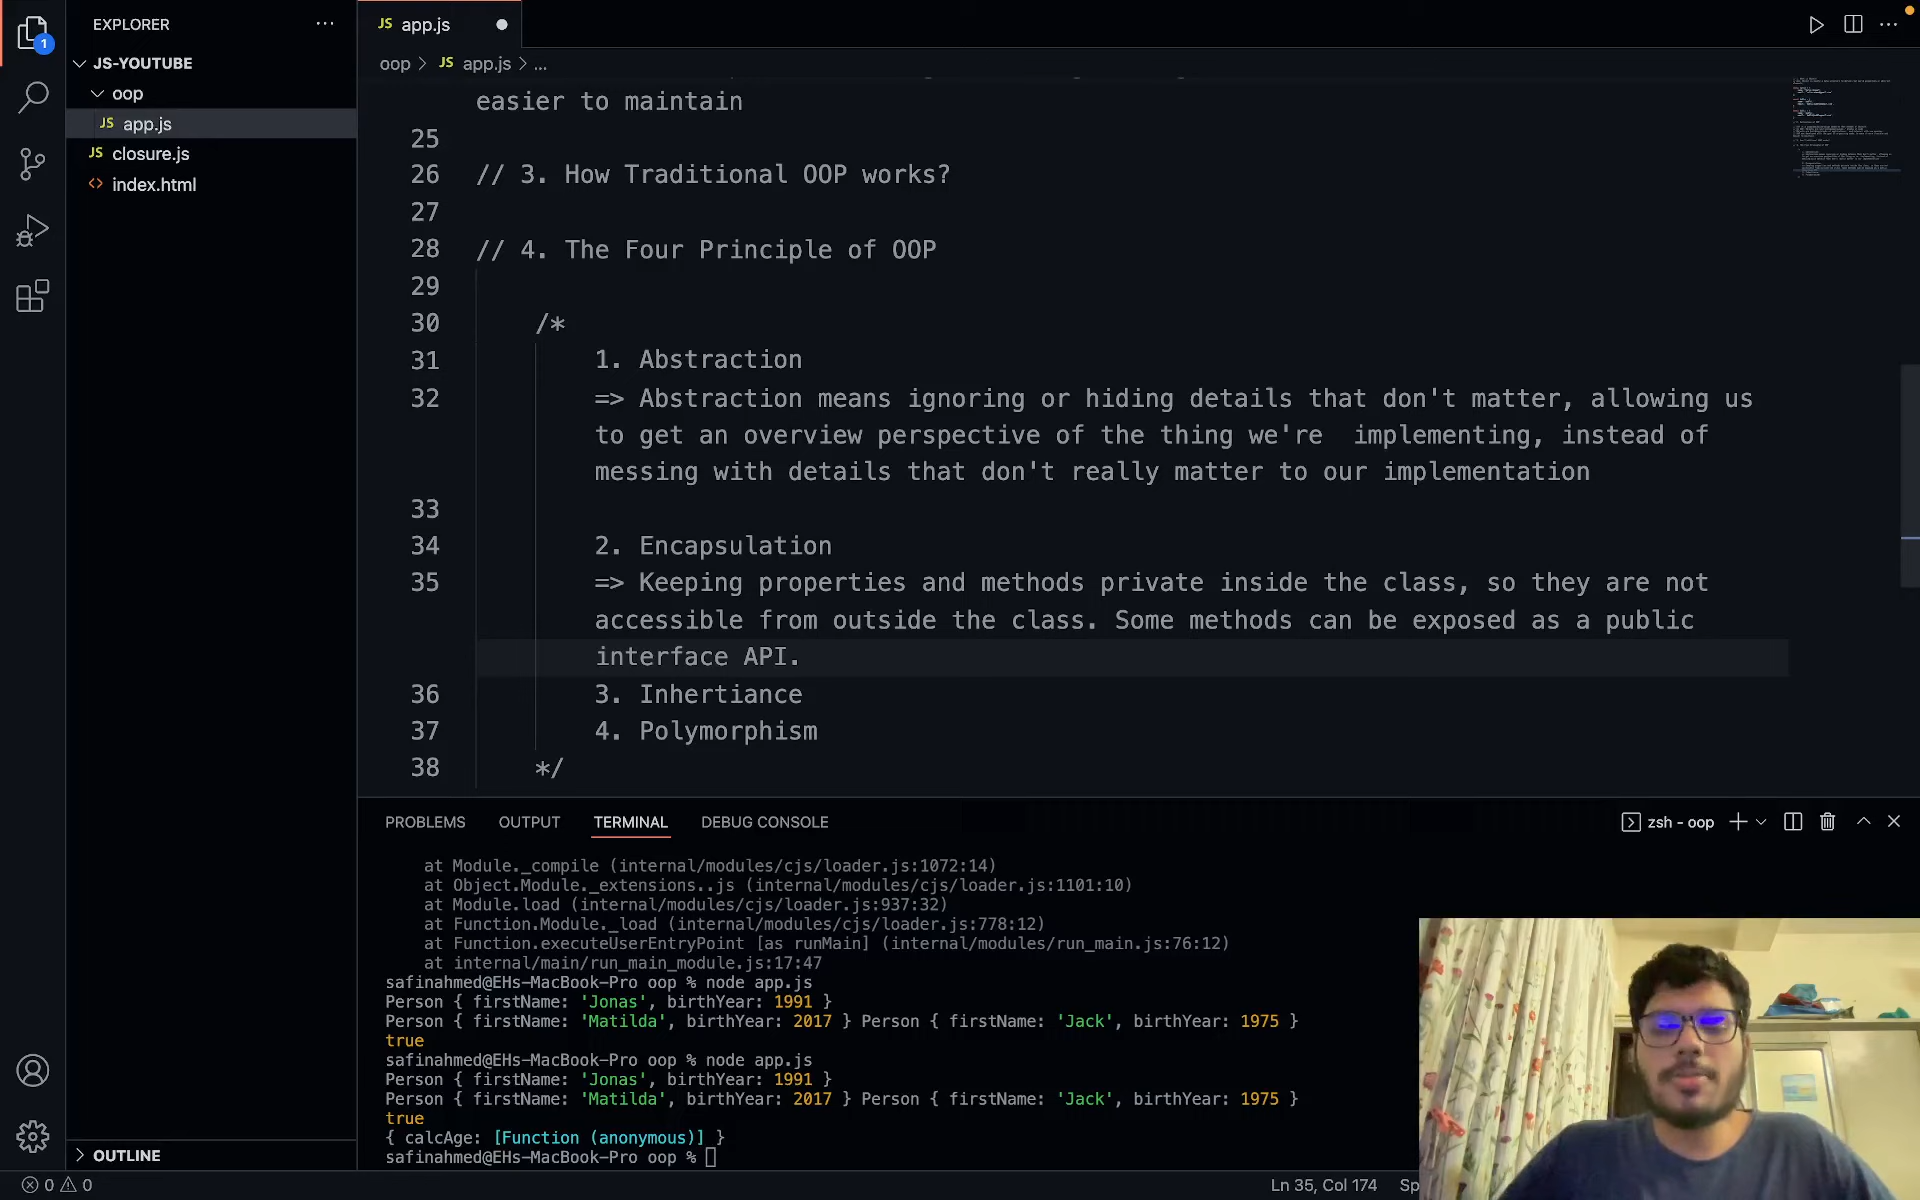 EXPLORER
JS app.js
1
JS-YOUTUBE
oop
JS app.js
JS closure.js
<> index.html
oop > JS app.js > ...
easier to maintain
25
26 // 3. How Traditional OOP works?
27
28 // 4. The Four Principle of OOP
29
30 /*
31 1. Abstraction
32 => Abstraction means ignoring or hiding details that don't matter, allowing us
to get an overview perspective of the thing we're  implementing, instead of
messing with details that don't really matter to our implementation
33
34 2. Encapsulation
35 => Keeping properties and methods private inside the class, so they are not
accessible from outside the class. Some methods can be exposed as a public
interface API.
36 3. Inhertiance
37 4. Polymorphism
38 */
PROBLEMS OUTPUT TERMINAL DEBUG CONSOLE
zsh - oop
at Module._compile (internal/modules/cjs/loader.js:1072:14)
at Object.Module._extensions..js (internal/modules/cjs/loader.js:1101:10)
at Module.load (internal/modules/cjs/loader.js:937:32)
at Function.Module._load (internal/modules/cjs/loader.js:778:12)
at Function.executeUserEntryPoint [as runMain] (internal/modules/run_main.js:76:12)
at internal/main/run_main_module.js:17:47
safinahmed@EHs-MacBook-Pro oop % node app.js
Person { firstName: 'Jonas', birthYear: 1991 }
Person { firstName: 'Matilda', birthYear: 2017 } Person { firstName: 'Jack', birthYear: 1975 }
true
safinahmed@EHs-MacBook-Pro oop % node app.js
Person { firstName: 'Jonas', birthYear: 1991 }
Person { firstName: 'Matilda', birthYear: 2017 } Person { firstName: 'Jack', birthYear: 1975 }
true
{ calcAge: [Function (anonymous)] }
safinahmed@EHs-MacBook-Pro oop %
OUTLINE
0 0
Ln 35, Col 174 Sp